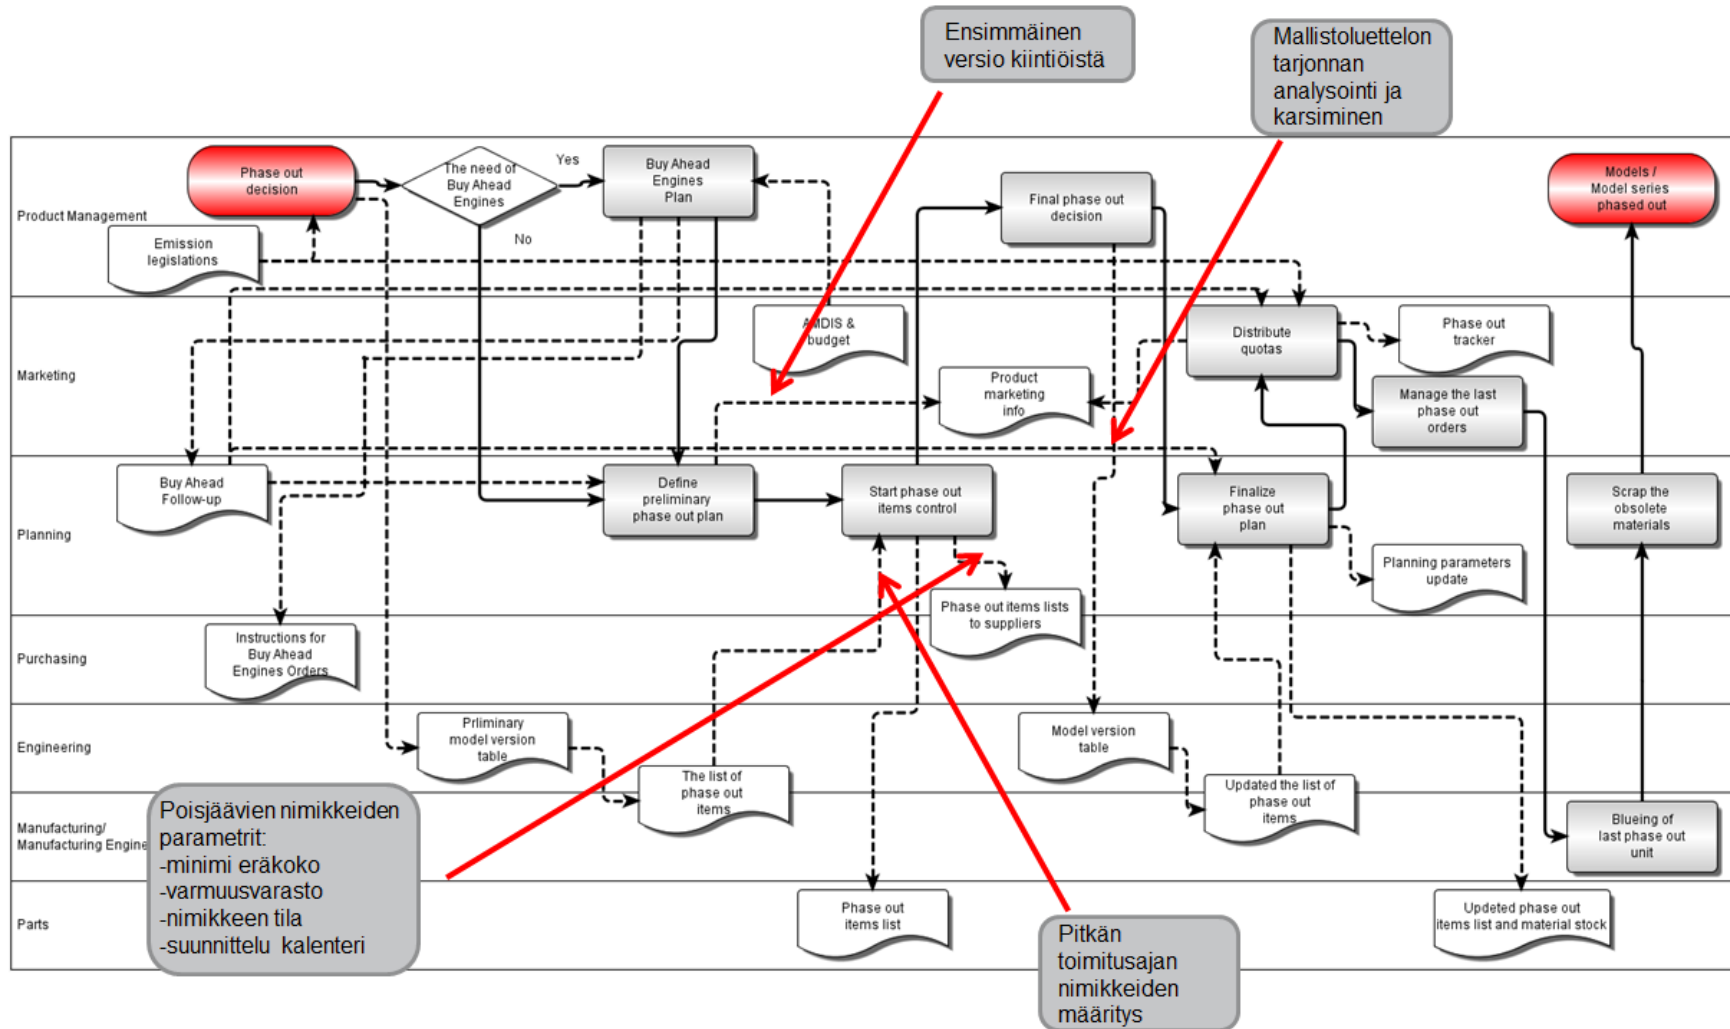 Ensimmäinen
versio kiintiöistä
Mallistoluettelon
tarjonnan
analysointi ja
karsiminen
Product Management
Phase out
decision
The need of
Buy Ahead
Engines
Yes
No
Buy Ahead
Engines
Plan
Final phase out
decision
Models /
Model series
phased out
Emission
legislations
Marketing
AMDIS &
budget
Product
marketing
info
Distribute
quotas
Phase out
tracker
Manage the last
phase out
orders
Planning
Buy Ahead
Follow-up
Define
preliminary
phase out plan
Start phase out
items control
Finalize
phase out
plan
Scrap the
obsolete
materials
Planning parameters
update
Phase out items lists
to suppliers
Purchasing
Instructions for
Buy Ahead
Engines Orders
Engineering
Prliminary
model version
table
The list of
phase out
items
Model version
table
Updated the list of
phase out
items
Manufacturing/
Manufacturing Engine
Blueing of
last phase out
unit
Parts
Phase out
items list
Updeted phase out
items list and material stock
Poisjäävien nimikkeiden
parametrit:
-minimi eräkoko
-varmuusvarasto
-nimikkeen tila
-suunnittelu kalenteri
Pitkän
toimitusajan
nimikkeiden
määritys